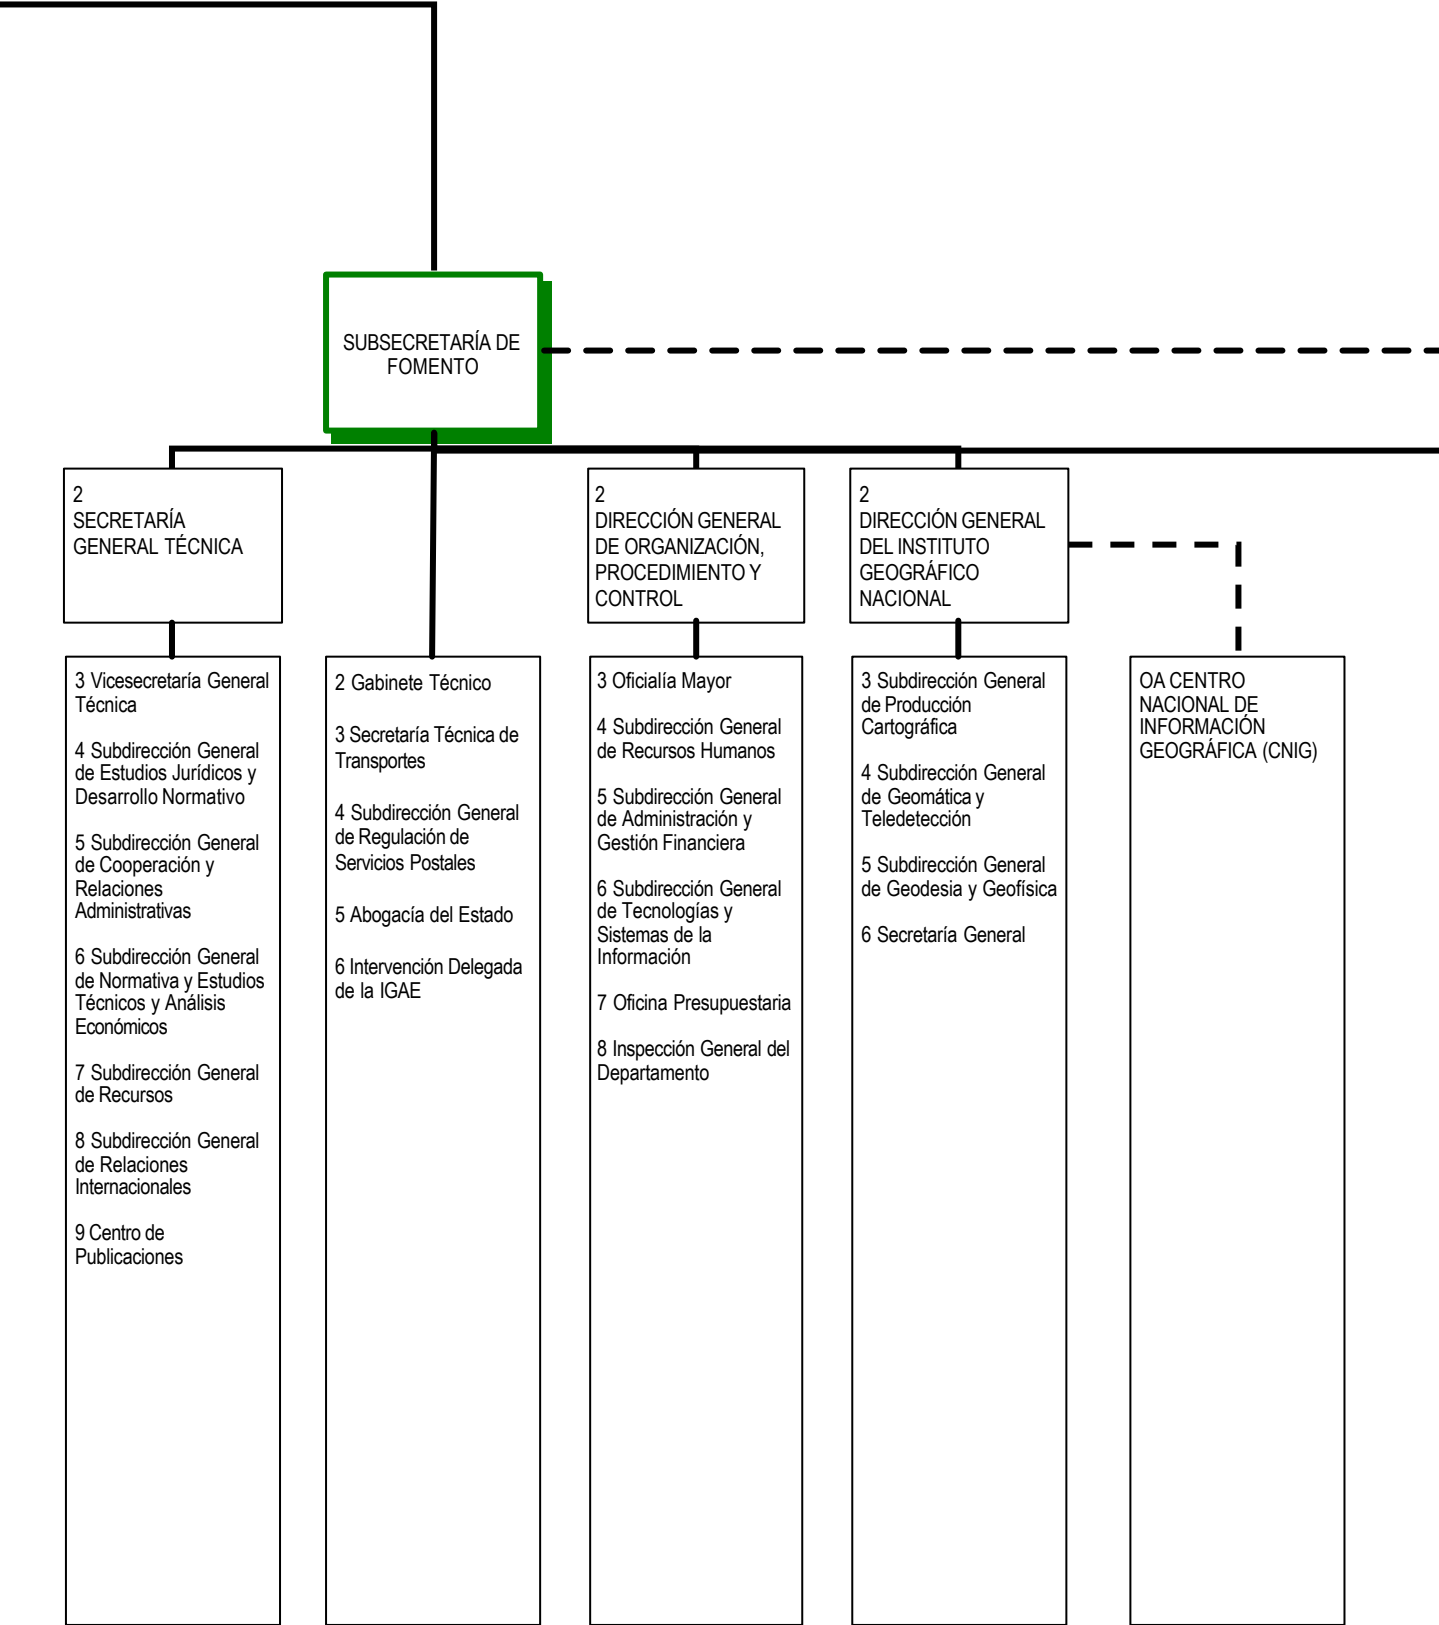 SUBSECRETARÍA DE
FOMENTO
2
SECRETARÍA
GENERAL TÉCNICA
2
DIRECCIÓN GENERAL
DE ORGANIZACIÓN,
PROCEDIMIENTO Y
CONTROL
2
DIRECCIÓN GENERAL
DEL INSTITUTO
GEOGRÁFICO
NACIONAL
3 Vicesecretaría General
Técnica
4 Subdirección General
de Estudios Jurídicos y
Desarrollo Normativo
5 Subdirección General
de Cooperación y
Relaciones
Administrativas
6 Subdirección General
de Normativa y Estudios
Técnicos y Análisis
Económicos
7 Subdirección General
de Recursos
8 Subdirección General
de Relaciones
Internacionales
9 Centro de
Publicaciones
2 Gabinete Técnico
3 Secretaría Técnica de
Transportes
4 Subdirección General
de Regulación de
Servicios Postales
5 Abogacía del Estado
6 Intervención Delegada
de la IGAE
3 Oficialía Mayor
4 Subdirección General
de Recursos Humanos
5 Subdirección General
de Administración y
Gestión Financiera
6 Subdirección General
de Tecnologías y
Sistemas de la
Información
7 Oficina Presupuestaria
8 Inspección General del
Departamento
3 Subdirección General
de Producción
Cartográfica
4 Subdirección General
de Geomática y
Teledetección
5 Subdirección General
de Geodesia y Geofísica
6 Secretaría General
OA CENTRO
NACIONAL DE
INFORMACIÓN
GEOGRÁFICA (CNIG)